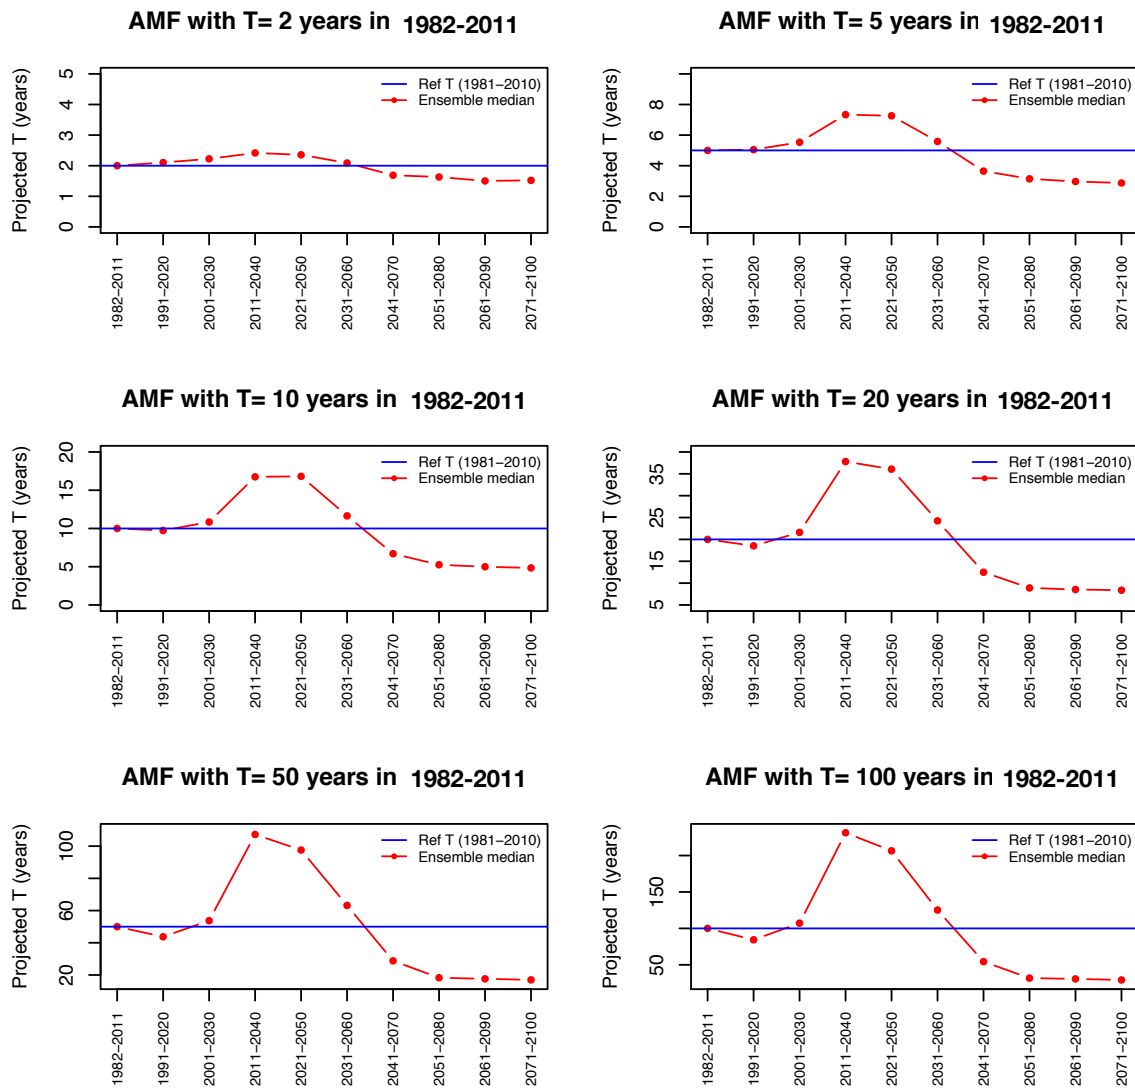 AMF with T= 2 years in 1982-2011
Projected T (years)
0 1 2 3 4 5
Ref T (1981−2010)
Ensemble median
1982−2011
1991−2020
2001−2030
2011−2040
2021−2050
2031−2060
2041−2070
2051−2080
2061−2090
2071−2100
AMF with T= 5 years in 1982-2011
Projected T (years)
0 2 4 6 8
Ref T (1981−2010)
Ensemble median
1982−2011
1991−2020
2001−2030
2011−2040
2021−2050
2031−2060
2041−2070
2051−2080
2061−2090
2071−2100
AMF with T= 10 years in 1982-2011
Projected T (years)
0 5 10 15 20
Ref T (1981−2010)
Ensemble median
1982−2011
1991−2020
2001−2030
2011−2040
2021−2050
2031−2060
2041−2070
2051−2080
2061−2090
2071−2100
AMF with T= 20 years in 1982-2011
Projected T (years)
5 15 25 35
Ref T (1981−2010)
Ensemble median
1982−2011
1991−2020
2001−2030
2011−2040
2021−2050
2031−2060
2041−2070
2051−2080
2061−2090
2071−2100
AMF with T= 50 years in 1982-2011
Projected T (years)
20 60 100
Ref T (1981−2010)
Ensemble median
1982−2011
1991−2020
2001−2030
2011−2040
2021−2050
2031−2060
2041−2070
2051−2080
2061−2090
2071−2100
AMF with T= 100 years in 1982-2011
Projected T (years)
50 150
Ref T (1981−2010)
Ensemble median
1982−2011
1991−2020
2001−2030
2011−2040
2021−2050
2031−2060
2041−2070
2051−2080
2061−2090
2071−2100